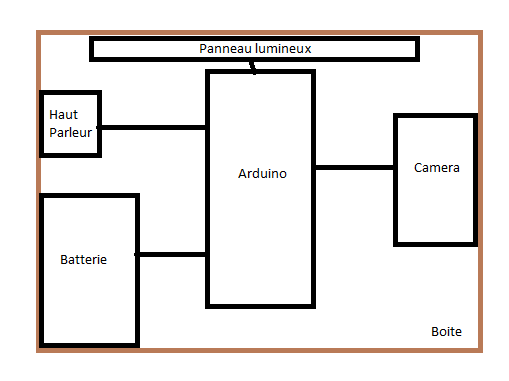 Panneau lumineux
Haut
Parleur
Arduino
Camera
Batterie
Boite